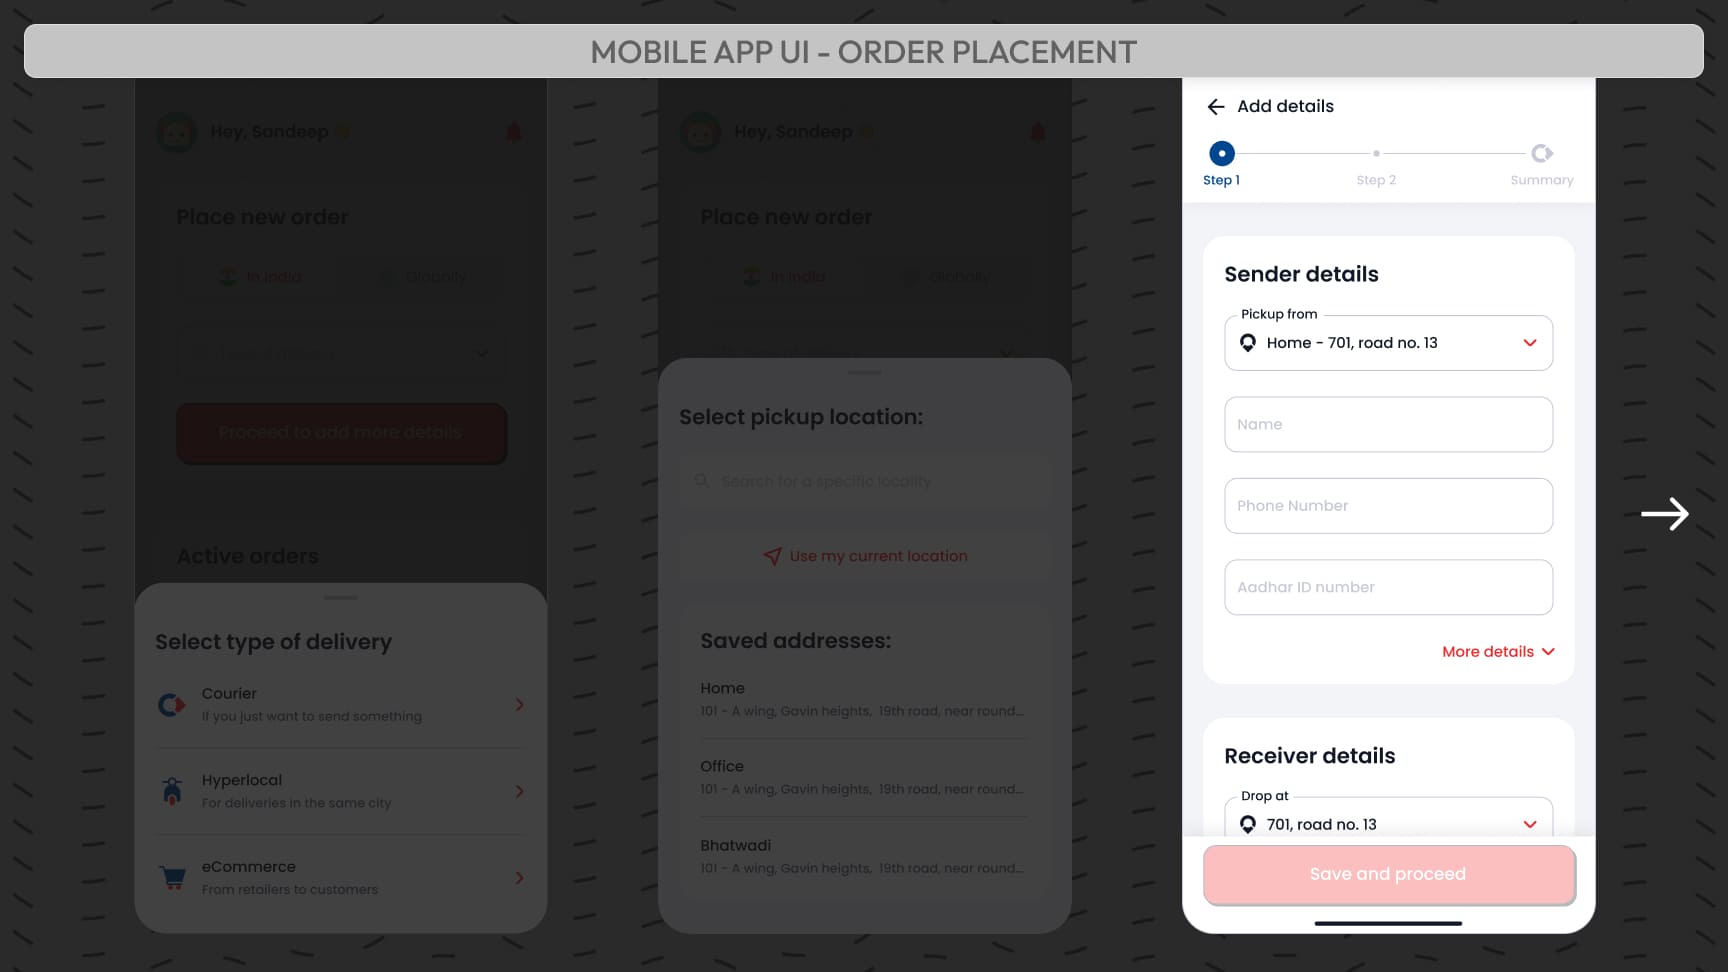 MOBILE APP UI - ORDER PLACEMENT
Hey, Sandeep
Place new order
In India
Globally
Proceed to add more details
Active orders
Select type of delivery
Courier
If you just want to send something
Hyperlocal
For deliveries in the same city
eCommerce
From retailers to customers
Hey, Sandeep
Place new order
In India
Globally
Select pickup location:
Search for a specific locality
Use my current location
Saved addresses:
Home
101 - A wing, Gavin heights, 19th road, near round...
Office
101 - A wing, Gavin heights, 19th road, near round...
Bhatwadi
101 - A wing, Gavin heights, 19th road, near round...
Add details
Step 1
Step 2
Summary
Sender details
Pickup from
Home - 701, road no. 13
Name
Phone Number
Aadhar ID number
More details
Receiver details
Drop at
701, road no. 13
Save and proceed